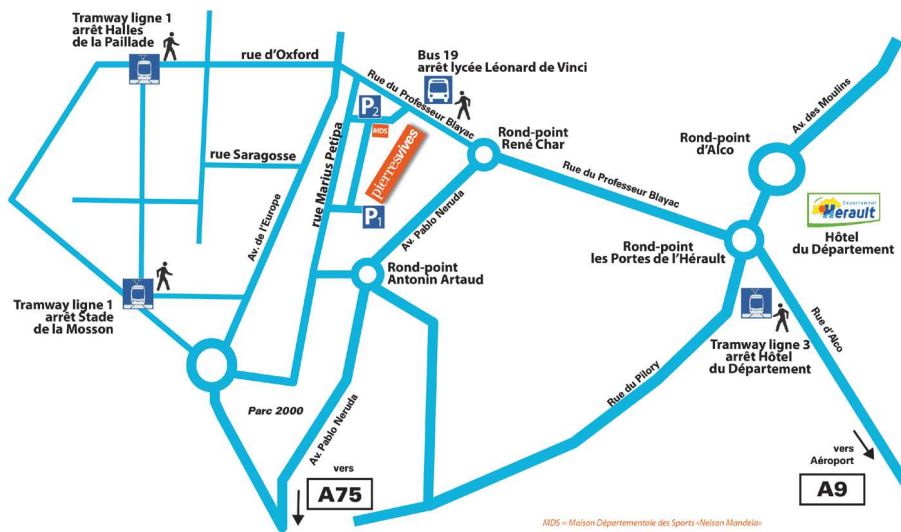 Tramway ligne 1
arrêt Halles
de la Paillade
rue d'Oxford
Bus 19
arrêt lycée Léonard de Vinci
Rue du Professeur Blayac
P2
MDS
pierresvives
P1
rue Saragosse
rue Marius Petipa
Av. de l'Europe
Rond-point
René Char
Av. des Moulins
Rond-point
d'Alco
Rue du Professeur Blayac
Département
Hérault
Hôtel
du Département
Av. Pablo Neruda
Rond-point
les Portes de l'Hérault
Rond-point
Antonin Artaud
Tramway ligne 1
arrêt Stade
de la Mosson
Tramway ligne 3
arrêt Hôtel
du Département
Rue d'Alco
Rue du Pilory
Parc 2000
Av. Pablo Neruda
vers
A75
vers
Aéroport
A9
MDS = Maison Départementale des Sports «Nelson Mandela»